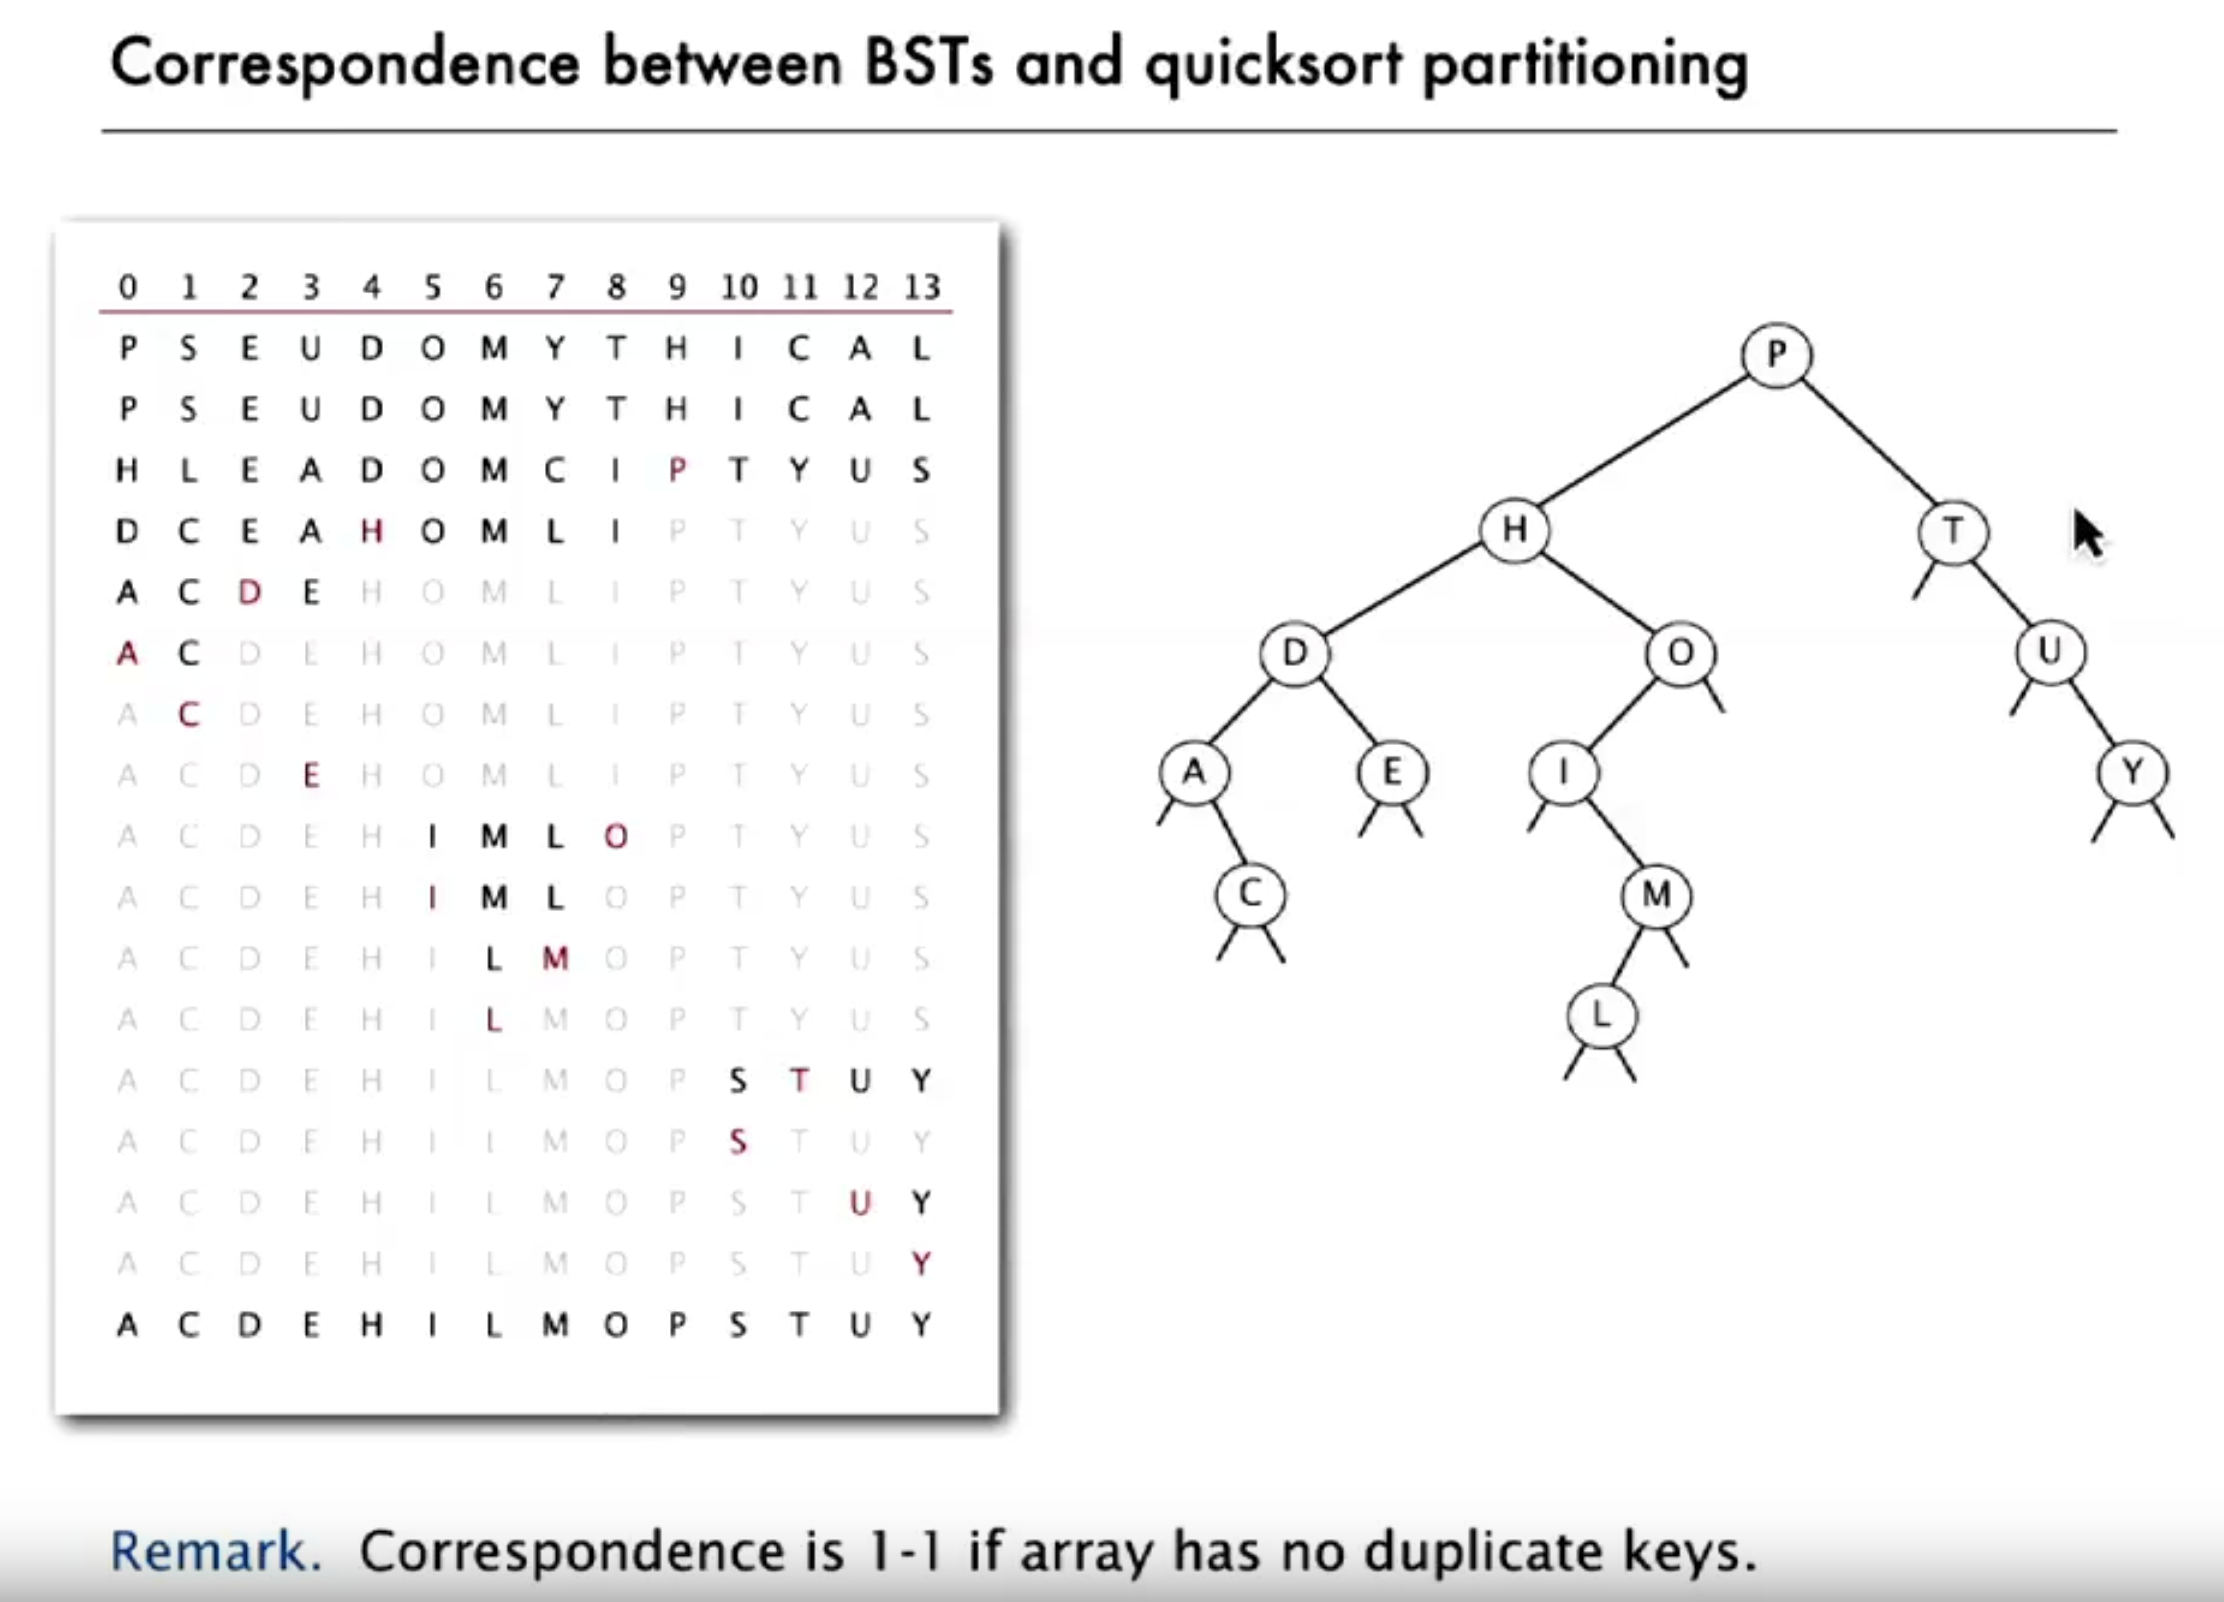 Correspondence between BSTs and quicksort partitioning
0 1 2 3 4 5 6 7 8 9 10 11 12 13
P S E U D O M Y T H I C A L
P S E U D O M Y T H I C A L
H L E A D O M C I P T Y U S
D C E A H O M L I P T Y U S
A C D E H O M L I P T Y U S
A C D E H O M L I P T Y U S
A C D E H O M L I P T Y U S
A C D E H O M L I P T Y U S
A C D E H I M L O P T Y U S
A C D E H I M L O P T Y U S
A C D E H I L M O P T Y U S
A C D E H I L M O P T Y U S
A C D E H I L M O P S T U Y
A C D E H I L M O P S T U Y
A C D E H I L M O P S T U Y
A C D E H I L M O P S T U Y
A C D E H I L M O P S T U Y
P
H T
D O U
A E I Y
C M
L
Remark. Correspondence is 1-1 if array has no duplicate keys.